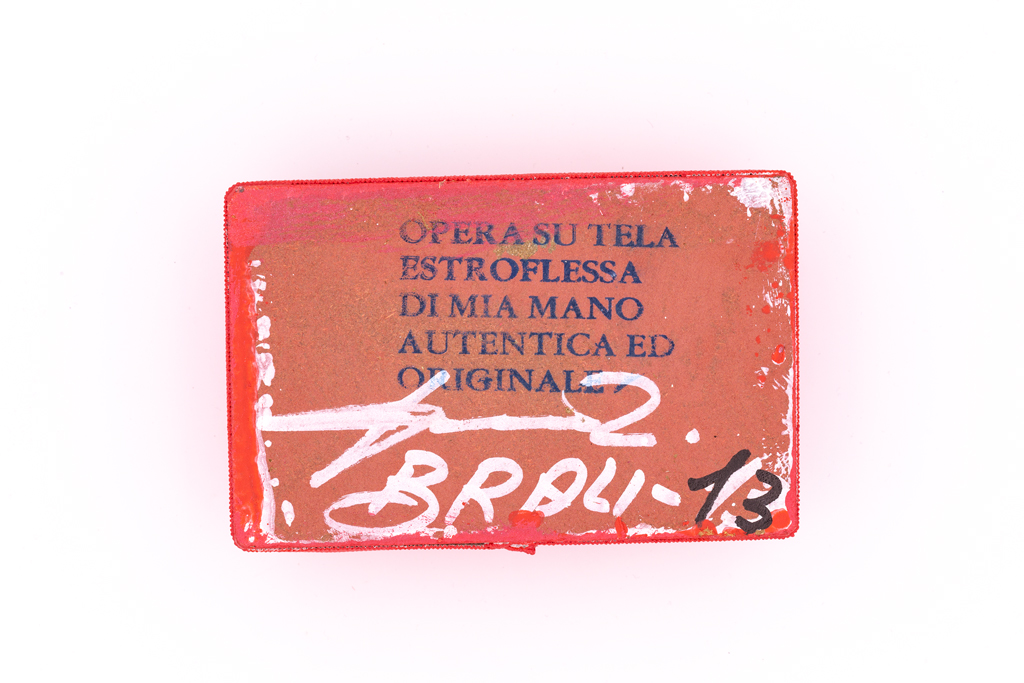 OPERA SU TELA
ESTROFLESSA
DI MIA MANO
AUTENTICA ED
ORIGINALE
BRALI - 13